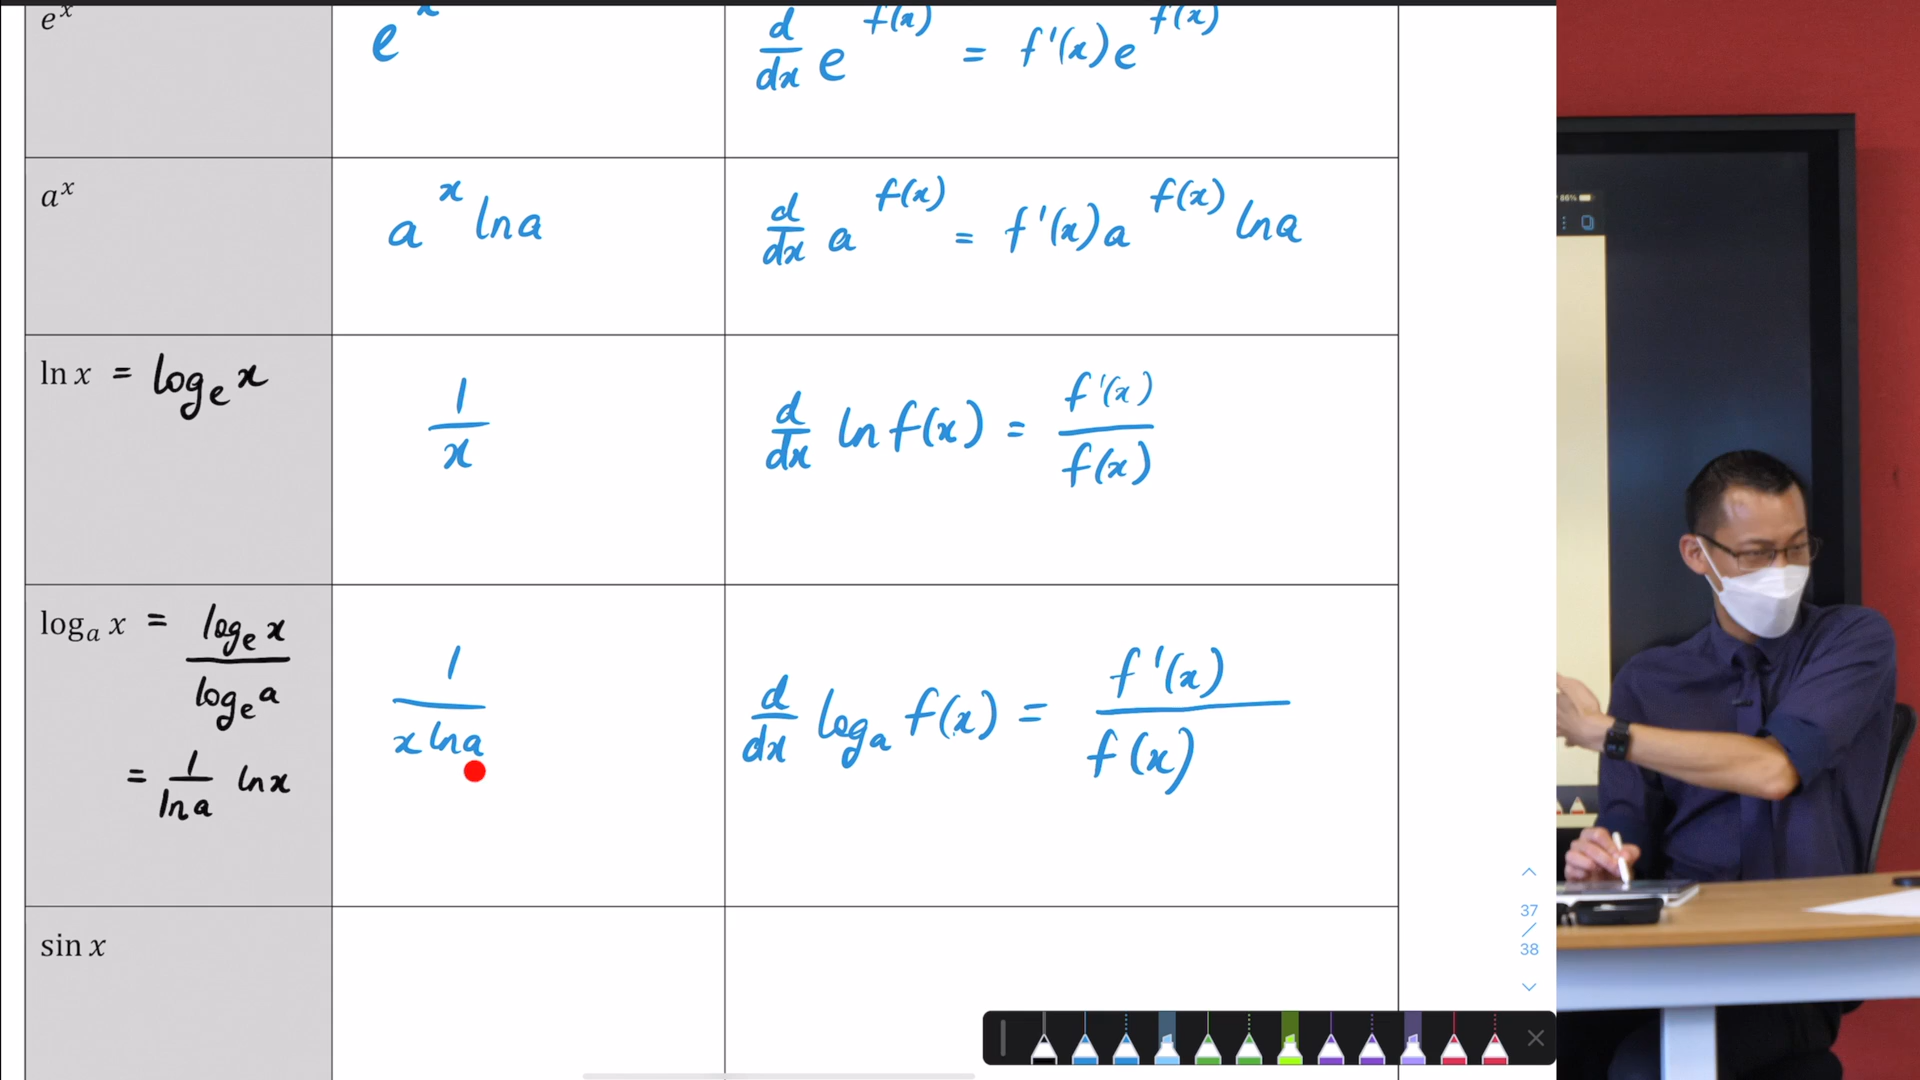 e^x
e^x
d/dx e^f(x) = f'(x) e^f(x)
a^x
a^x ln a
d/dx a^f(x) = f'(x) a^f(x) ln a
ln x = log_e x
1/x
d/dx ln f(x) = f'(x)/f(x)
log_a x = log_e x / log_e a
= 1/ln a ln x
1/(x ln a)
d/dx log_a f(x) = f'(x)/f(x)
sin x
86%
37
/
38